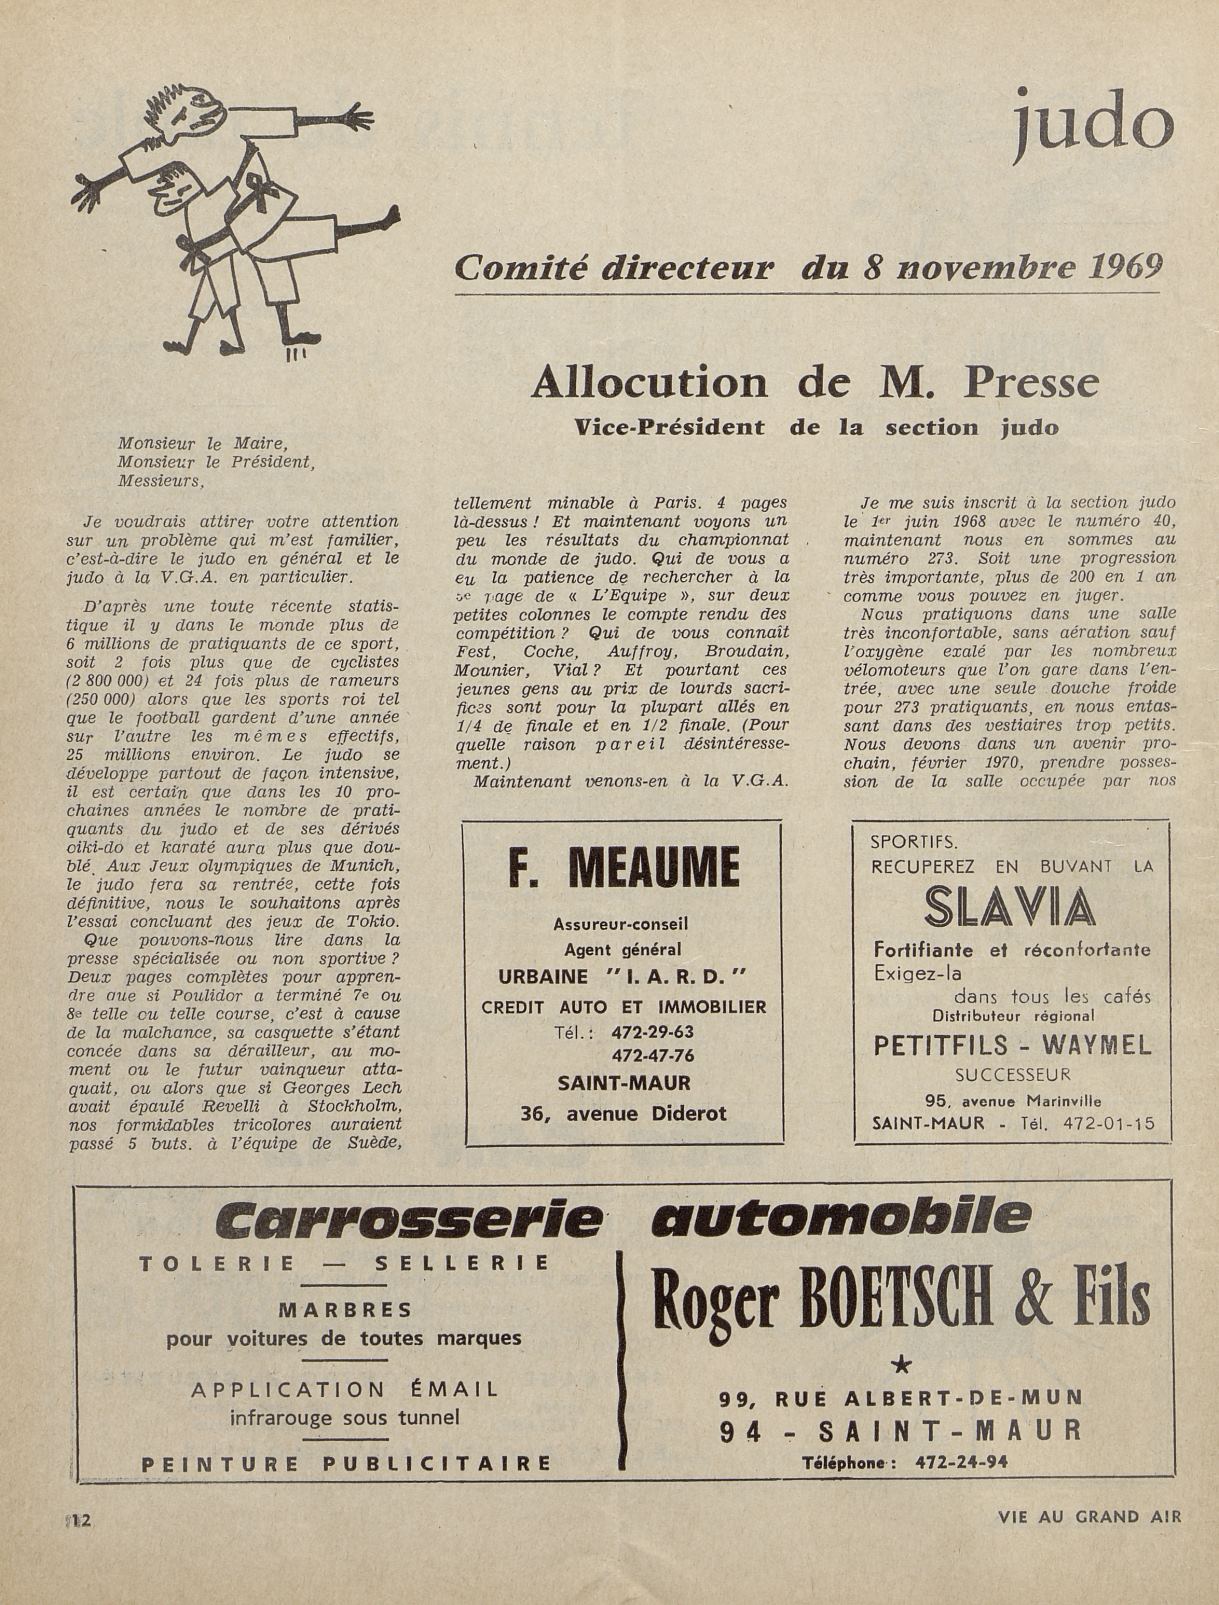 judo
Comité directeur du 8 novembre 1969
Allocution de M. Presse
Vice-Président de la section judo
Monsieur le Maire,
Monsieur le Président,
Messieurs,
Je voudrais attirer votre attention
sur un problème qui m'est familier,
c'est-à-dire le judo en général et le
judo à la V.G.A. en particulier.
D'après une toute récente statis-
tique il y dans le monde plus de
6 millions de pratiquants de ce sport,
soit 2 fois plus que de cyclistes
(2 800 000) et 24 fois plus de rameurs
(250 000) alors que les sports roi tel
que le football gardent d'une année
sur l'autre les mêmes effectifs,
25 millions environ. Le judo se
développe partout de façon intensive,
il est certain que dans les 10 pro-
chaines années le nombre de prati-
quants du judo et de ses dérivés
oiki-do et karaté aura plus que dou-
blé. Aux Jeux olympiques de Munich,
le judo fera sa rentrée, cette fois
définitive, nous le souhaitons après
l'essai concluant des jeux de Tokio.
Que pouvons-nous lire dans la
presse spécialisée ou non sportive ?
Deux pages complètes pour appren-
dre que si Poulidor a terminé 7e ou
8e telle ou telle course, c'est à cause
de la malchance, sa casquette s'étant
concée dans sa dérailleur, au mo-
ment ou le futur vainqueur atta-
quait, ou alors que si Georges Lech
avait épaulé Revelli à Stockholm,
nos formidables tricolores auraient
passé 5 buts. à l'équipe de Suède,
tellement minable à Paris. 4 pages
là-dessus ! Et maintenant voyons un
peu les résultats du championnat
du monde de judo. Qui de vous a
eu la patience de rechercher à la
page de « L'Equipe », sur deux
petites colonnes le compte rendu des
compétition ? Qui de vous connaît
Fest, Coche, Auffroy, Broudain,
Mounier, Vial ? Et pourtant ces
jeunes gens au prix de lourds sacri-
fices sont pour la plupart allés en
1/4 de finale et en 1/2 finale. (Pour
quelle raison pareil désintéresse-
ment.)
Maintenant venons-en à la V.G.A.
Je me suis inscrit à la section judo
le 1er juin 1968 avec le numéro 40,
maintenant nous en sommes au
numéro 273. Soit une progression
très importante, plus de 200 en 1 an
comme vous pouvez en juger.
Nous pratiquons dans une salle
très inconfortable, sans aération sauf
l'oxygène exalé par les nombreux
vélomoteurs que l'on gare dans l'en-
trée, avec une seule douche froide
pour 273 pratiquants, en nous entas-
sant dans des vestiaires trop petits.
Nous devons dans un avenir pro-
chain, février 1970, prendre posses-
sion de la salle occupée par nos
F. MEAUME
Assureur-conseil
Agent général
URBAINE "I. A. R. D."
CREDIT AUTO ET IMMOBILIER
Tél. : 472-29-63
472-47-76
SAINT-MAUR
36, avenue Diderot
SPORTIFS.
RECUPEREZ EN BUVANT LA
SLAVIA
Fortifiante et réconfortante
Exigez-la
dans tous les cafés
Distributeur régional
PETITFILS - WAYMEL
SUCCESSEUR
95, avenue Marinville
SAINT-MAUR - Tél. 472-01-15
Carrosserie automobile
TOLERIE — SELLERIE
MARBRES
pour voitures de toutes marques
APPLICATION ÉMAIL
infrarouge sous tunnel
PEINTURE PUBLICITAIRE
Roger BOETSCH & Fils
★
99, RUE ALBERT-DE-MUN
94 - SAINT-MAUR
Téléphone : 472-24-94
12
VIE AU GRAND AIR